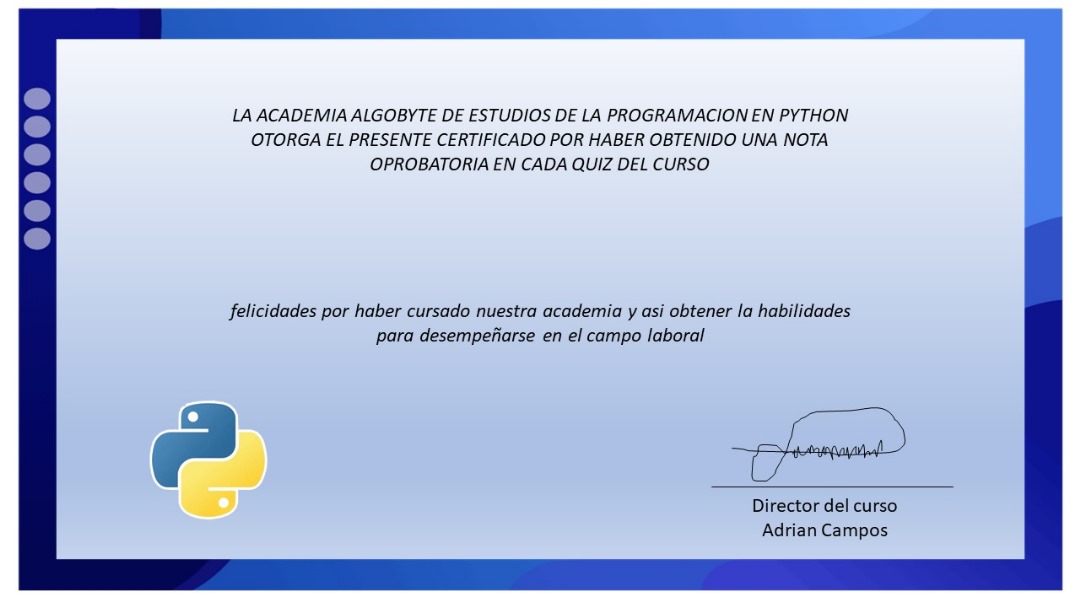 LA ACADEMIA ALGOBYTE DE ESTUDIOS DE LA PROGRAMACION EN PYTHON
OTORGA EL PRESENTE CERTIFICADO POR HABER OBTENIDO UNA NOTA
OPROBATORIA EN CADA QUIZ DEL CURSO
felicidades por haber cursado nuestra academia y asi obtener la habilidades
para desempeñarse en el campo laboral
Director del curso
Adrian Campos